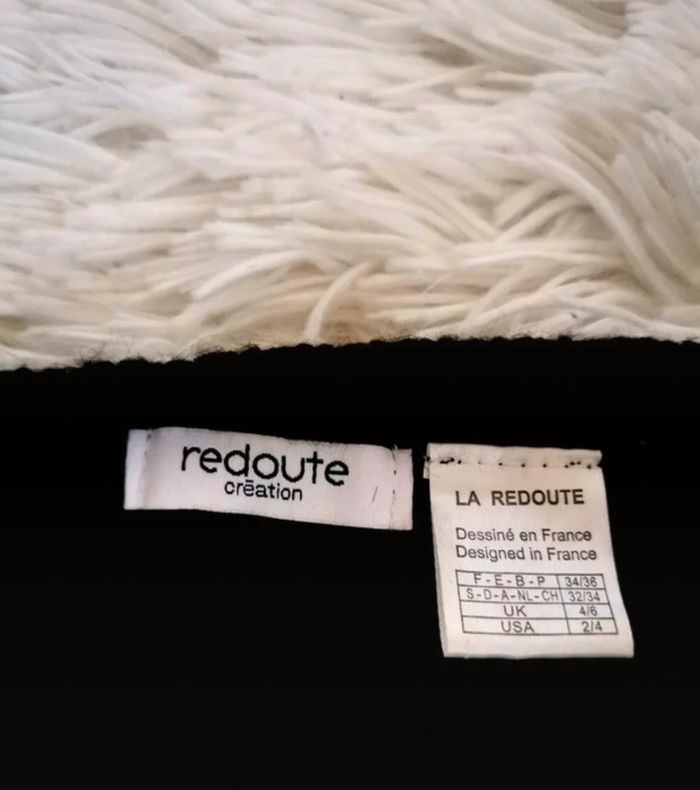 redoute
crēation
LA REDOUTE
Dessiné en France
Designed in France
F - E - B - P 34/36
S - D - A - NL - CH 32/34
UK 4/6
USA 2/4